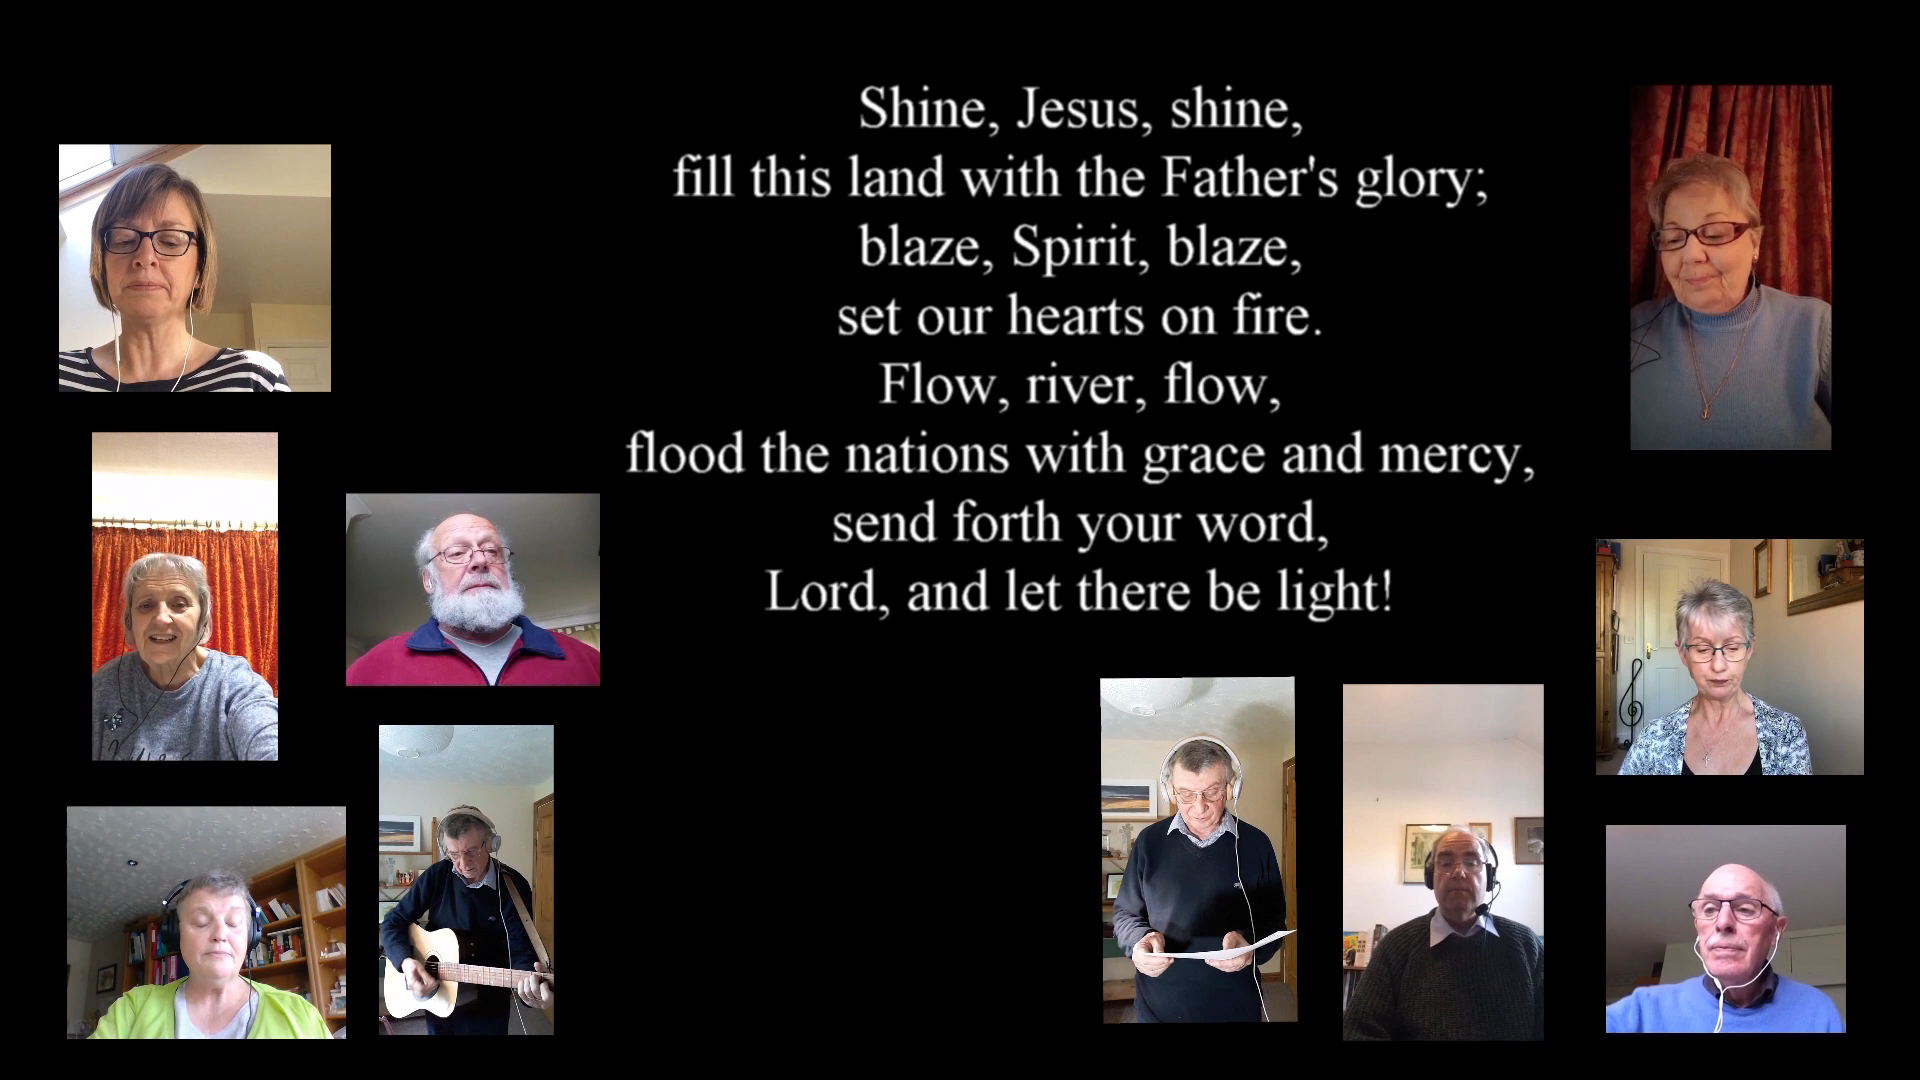 Shine, Jesus, shine,
fill this land with the Father's glory;
blaze, Spirit, blaze,
set our hearts on fire.
Flow, river, flow,
flood the nations with grace and mercy,
send forth your word,
Lord, and let there be light!